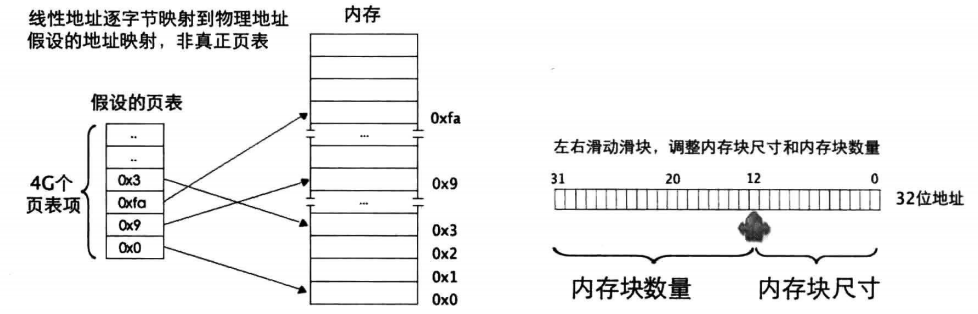 线性地址逐字节映射到物理地址
假设的地址映射，非真正页表
内存
假设的页表
..
..
0x3
0xfa
0x9
0x0
4G个
页表项
...
...
0xfa
0x9
0x3
0x2
0x1
0x0
左右滑动滑块，调整内存块尺寸和内存块数量
31 20 12 0
32位地址
内存块数量 内存块尺寸